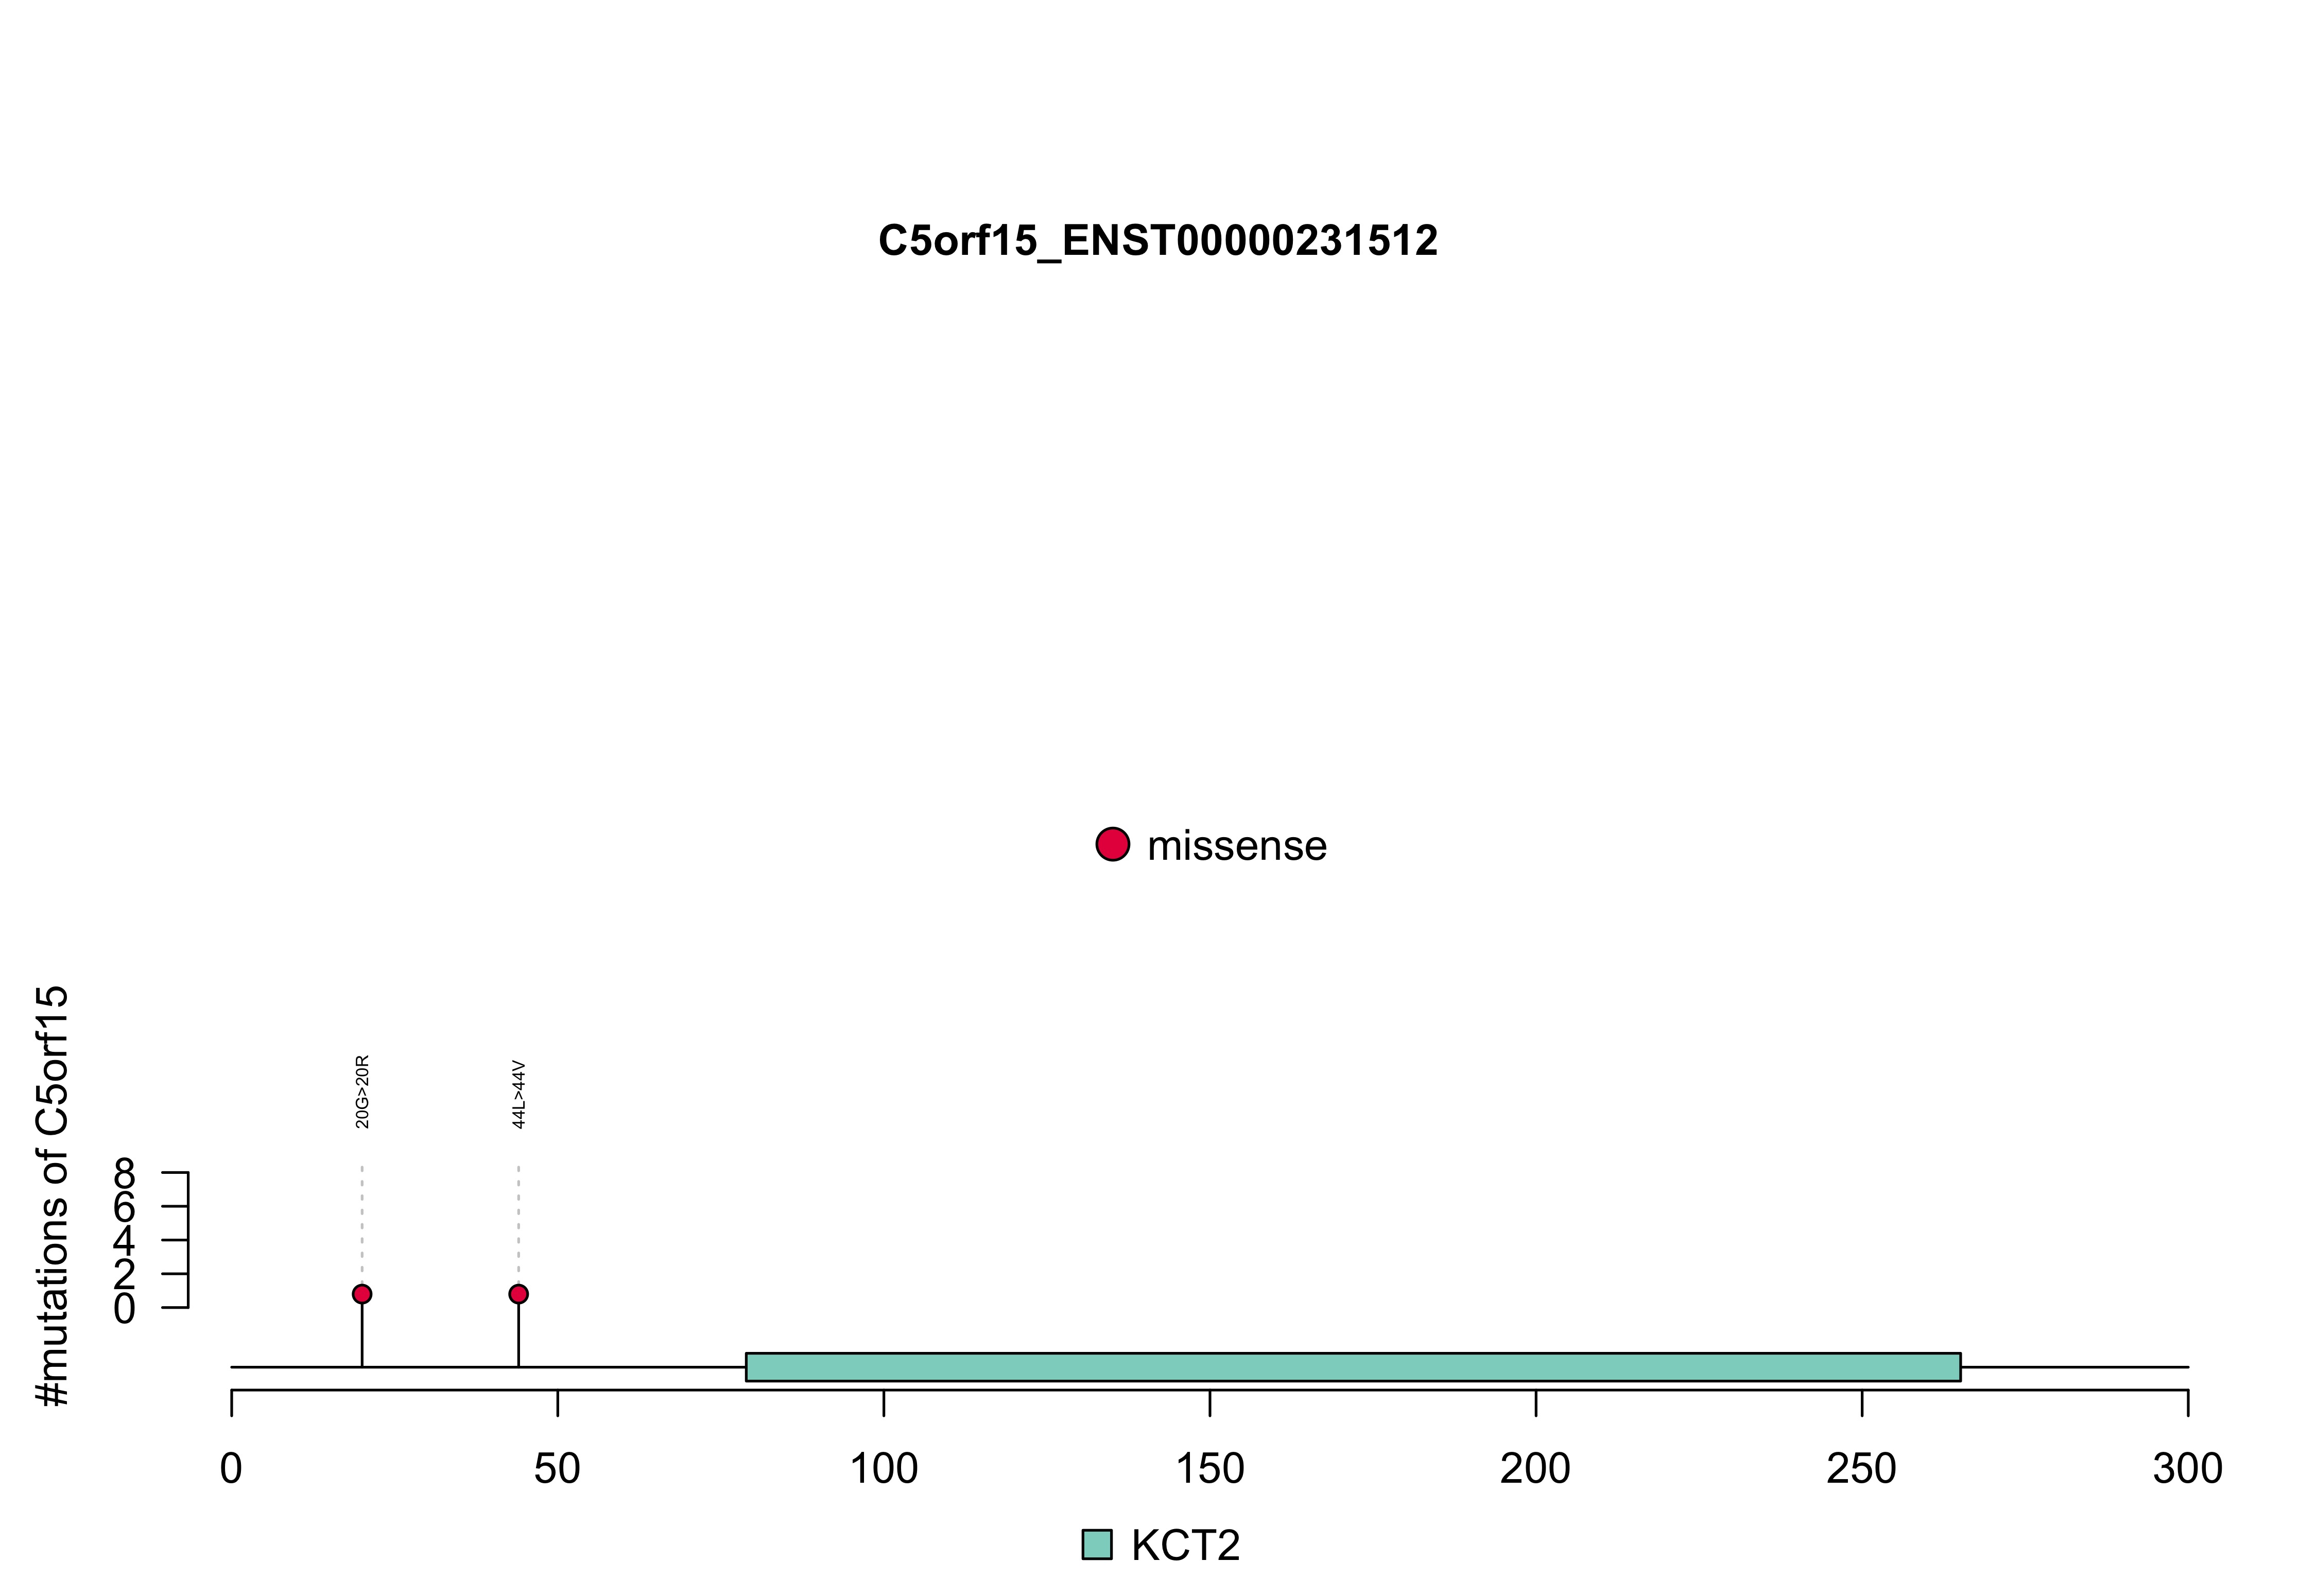 C5orf15_ENST00000231512
missense
#mutations of C5orf15
20G>20R
44L>44V
8
6
4
2
0
0 50 100 150 200 250 300
KCT2